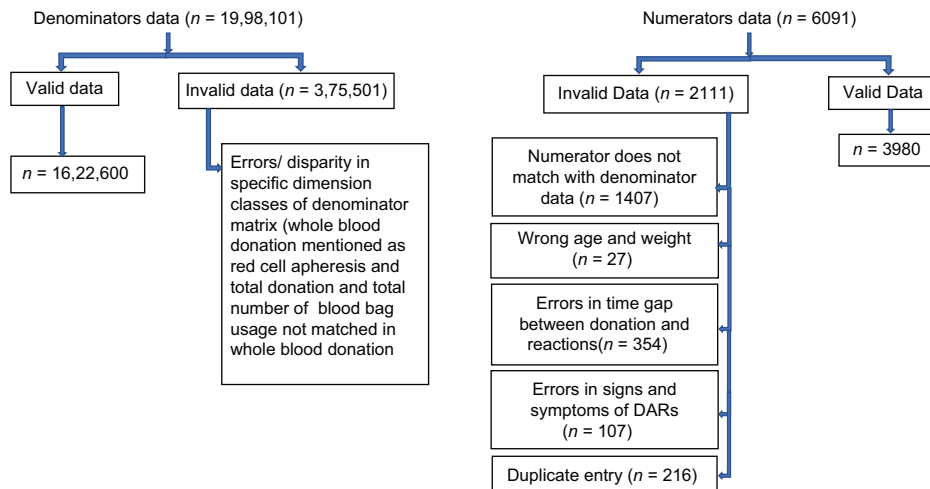 Denominators data (n = 19,98,101)
Valid data
Invalid data (n = 3,75,501)
n = 16,22,600
Errors/ disparity in
specific dimension
classes of denominator
matrix (whole blood
donation mentioned as
red cell apheresis and
total donation and total
number of blood bag
usage not matched in
whole blood donation
Numerators data (n = 6091)
Invalid Data (n = 2111)
Valid Data
n = 3980
Numerator does not
match with denominator
data (n = 1407)
Wrong age and weight
(n = 27)
Errors in time gap
between donation and
reactions(n = 354)
Errors in signs and
symptoms of DARs
(n = 107)
Duplicate entry (n = 216)